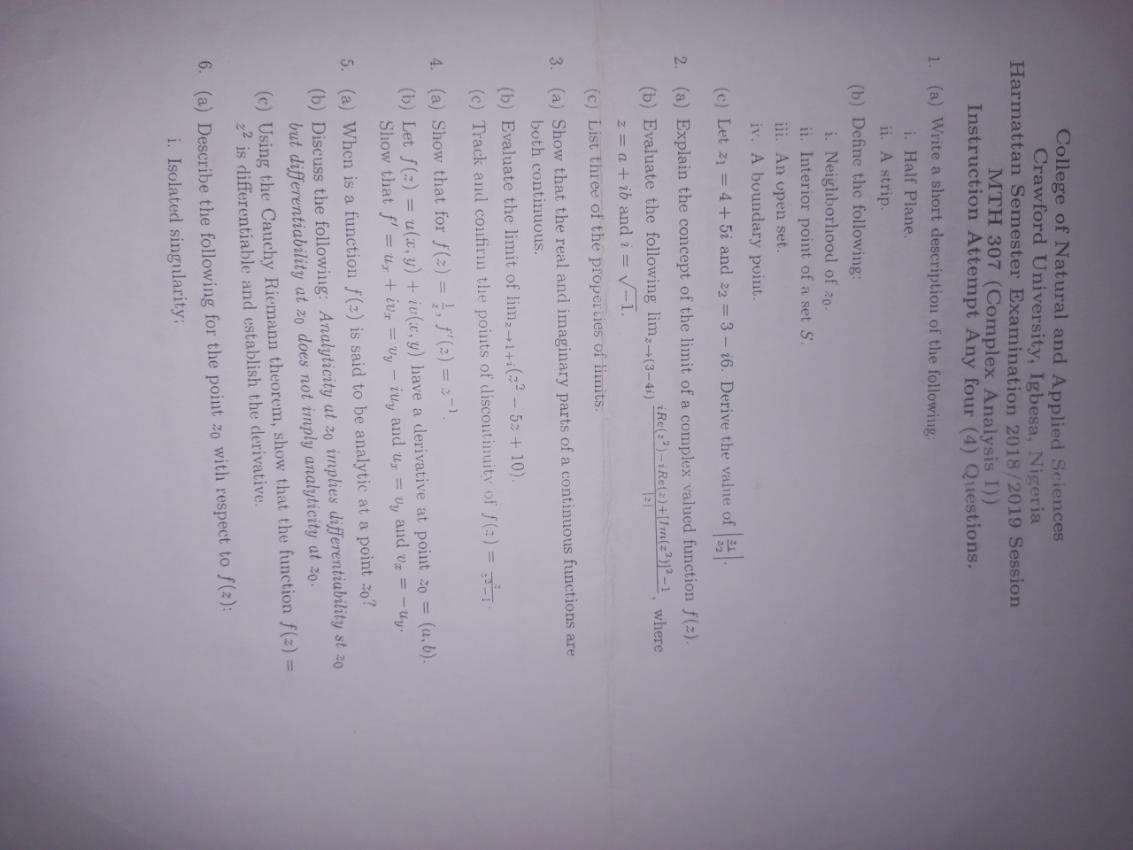 College of Natural and Applied Sciences
Crawford University, Igbesa, Nigeria
Harmattan Semester Examination 2018/2019 Session
MTH 307 (Complex Analysis I))
Instruction Attempt Any four (4) Questions.
1. (a) Write a short description of the following:
i. Half Plane.
ii. A strip.
(b) Define the following:
i. Neighborhood of z₀.
ii. Interior point of a set S.
iii. An open set.
iv. A boundary point.
(c) Let z₁ = 4 + 5i and z₂ = 3 − i6. Derive the value of |z₁/z₂|.
2. (a) Explain the concept of the limit of a complex valued function f(z).
(b) Evaluate the following lim_{z→(3−4i)} (iRe(z²)−iRe(z)+[Im(z³)]²−1)/|z|, where
z = a + ib and i = √−1.
(c) List three of the properties of limits.
3. (a) Show that the real and imaginary parts of a continuous functions are
both continuous.
(b) Evaluate the limit of lim_{z→1+i}(z² − 5z + 10).
(c) Track and confirm the points of discontinuity of f(z) = z/(z²−1).
4. (a) Show that for f(z) = 1/z, f′(z) = z⁻¹.
(b) Let f(z) = u(x, y) + iv(x, y) have a derivative at point z₀ = (a, b).
Show that f′ = uₓ + ivₓ = v_y − iu_y and uₓ = v_y and vₓ = −u_y.
5. (a) When is a function f(z) is said to be analytic at a point z₀?
(b) Discuss the following: Analyticity at z₀ implies differentiability st z₀
but differentiability at z₀ does not imply analyticity at z₀.
(c) Using the Cauchy Riemann theorem, show that the function f(z) =
z² is differentiable and establish the derivative.
6. (a) Describe the following for the point z₀ with respect to f(z):
i. Isolated singularity;